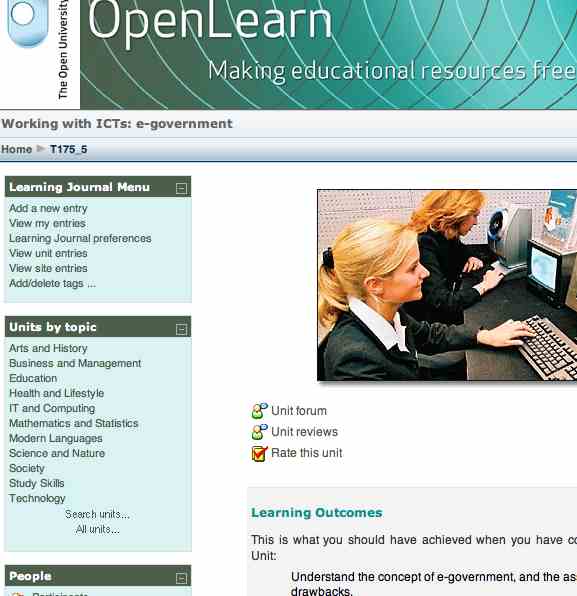 OpenLearn
The Open University
Making educational resources free
Working with ICTs: e-government
Home T175_5
Learning Journal Menu
Add a new entry
View my entries
Learning Journal preferences
View unit entries
View site entries
Add/delete tags ...
Units by topic
Arts and History
Business and Management
Education
Health and Lifestyle
IT and Computing
Mathematics and Statistics
Modern Languages
Science and Nature
Society
Study Skills
Technology
Search units...
All units...
People
Participants
Unit forum
Unit reviews
Rate this unit
Learning Outcomes
This is what you should have achieved when you have
Unit:
Understand the concept of e-government, and the
drawbacks.